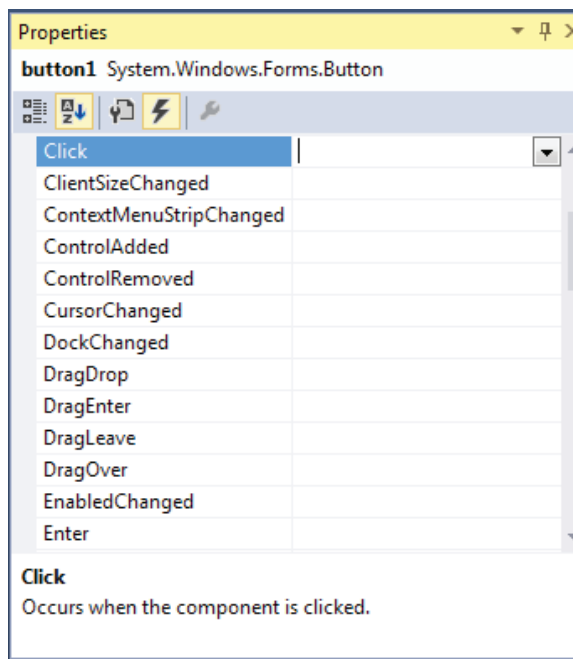 Properties
button1 System.Windows.Forms.Button
Click
ClientSizeChanged
ContextMenuStripChanged
ControlAdded
ControlRemoved
CursorChanged
DockChanged
DragDrop
DragEnter
DragLeave
DragOver
EnabledChanged
Enter
Click
Occurs when the component is clicked.